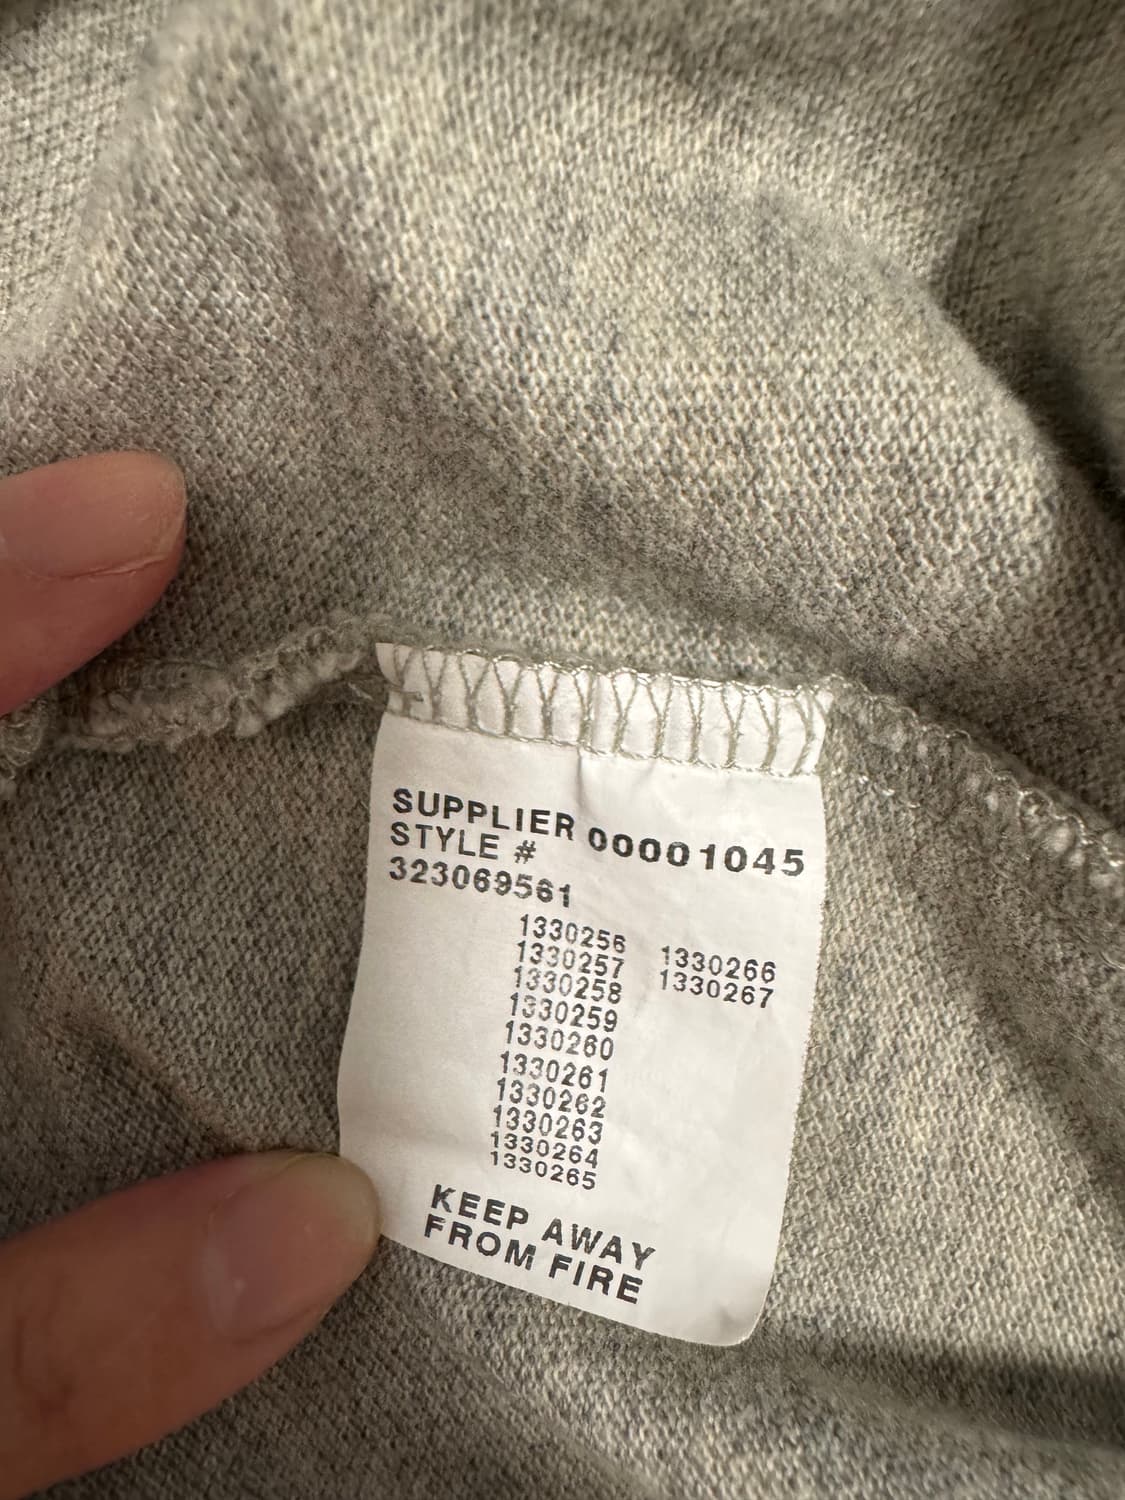 SUPPLIER 00001045
STYLE #
323069561
1330256 1330266
1330257 1330267
1330258
1330259
1330260
1330261
1330262
1330263
1330264
1330265
KEEP AWAY
FROM FIRE